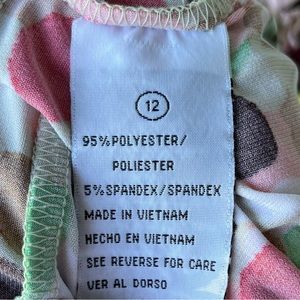 12
95%POLYESTER/
POLIESTER
5%SPANDEX/SPANDEX
MADE IN VIETNAM
HECHO EN VIETNAM
SEE REVERSE FOR CARE
VER AL DORSO